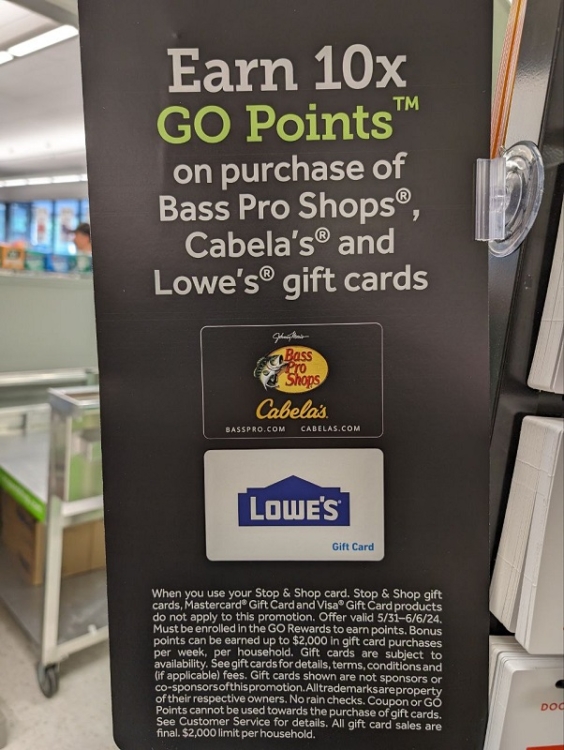 Earn 10x
GO Points™
on purchase of
Bass Pro Shops®,
Cabela's® and
Lowe's® gift cards
Johnny Morris
Bass
Pro
Shops
Cabela's
BASSPRO.COM CABELAS.COM
LOWE'S
Gift Card
When you use your Stop & Shop card. Stop & Shop gift
cards, Mastercard® Gift Card and Visa® Gift Card products
do not apply to this promotion. Offer valid 5/31–6/6/24.
Must be enrolled in the GO Rewards to earn points. Bonus
points can be earned up to $2,000 in gift card purchases
per week, per household. Gift cards are subject to
availability. See gift cards for details, terms, conditions and
(if applicable) fees. Gift cards shown are not sponsors or
co-sponsors of this promotion. All trademarks are property
of their respective owners. No rain checks. Coupon or GO
Points cannot be used towards the purchase of gift cards.
See Customer Service for details. All gift card sales are
final. $2,000 limit per household.